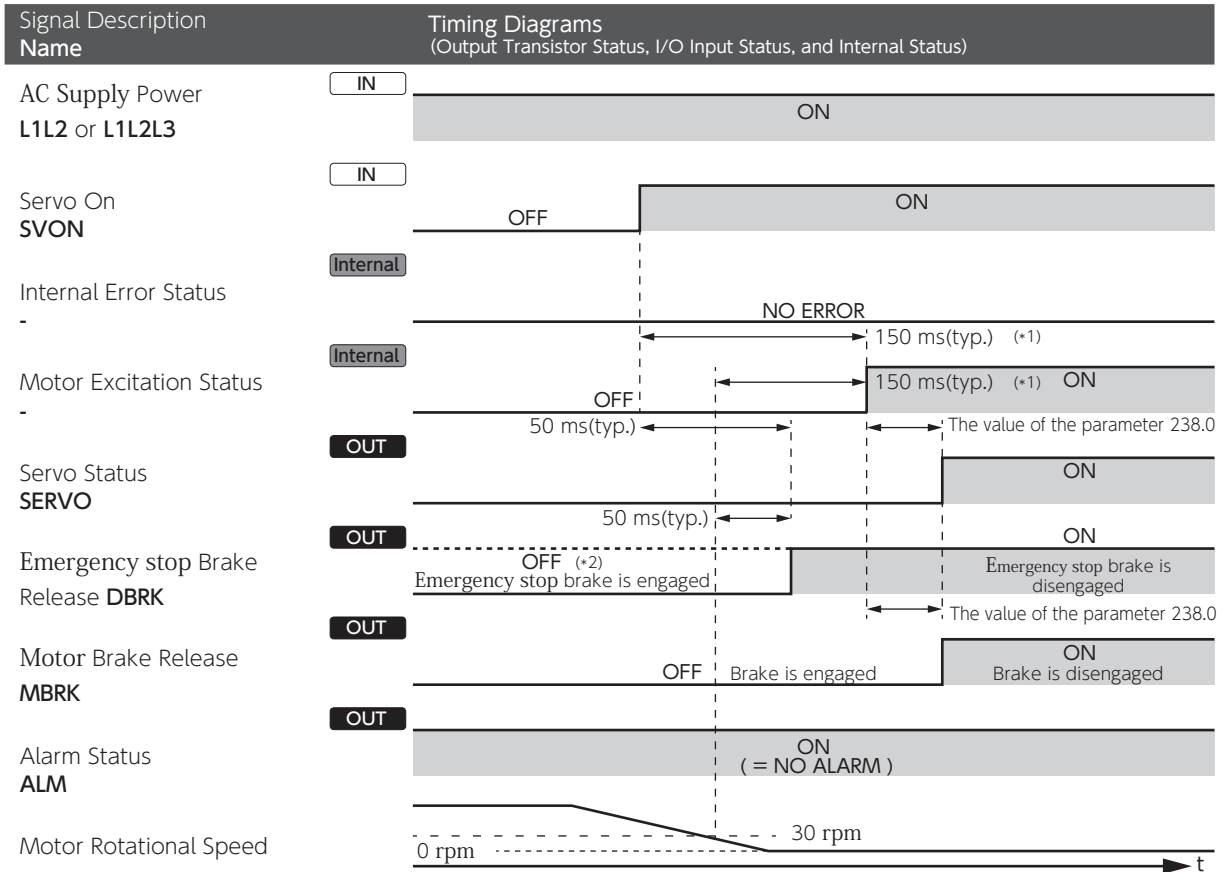 Signal Description
Name
Timing Diagrams
(Output Transistor Status, I/O Input Status, and Internal Status)
AC Supply Power
L1L2 or L1L2L3
IN
ON
Servo On
SVON
IN
OFF
ON
Internal Error Status
-
Internal
NO ERROR
150 ms(typ.) (*1)
Motor Excitation Status
-
Internal
OFF
150 ms(typ.) (*1) ON
50 ms(typ.)
The value of the parameter 238.0
Servo Status
SERVO
OUT
ON
50 ms(typ.)
Emergency stop Brake
Release DBRK
OUT
OFF (*2)
Emergency stop brake is engaged
ON
Emergency stop brake is
disengaged
The value of the parameter 238.0
Motor Brake Release
MBRK
OUT
OFF Brake is engaged
ON
Brake is disengaged
Alarm Status
ALM
OUT
ON
( = NO ALARM )
Motor Rotational Speed
30 rpm
0 rpm
t